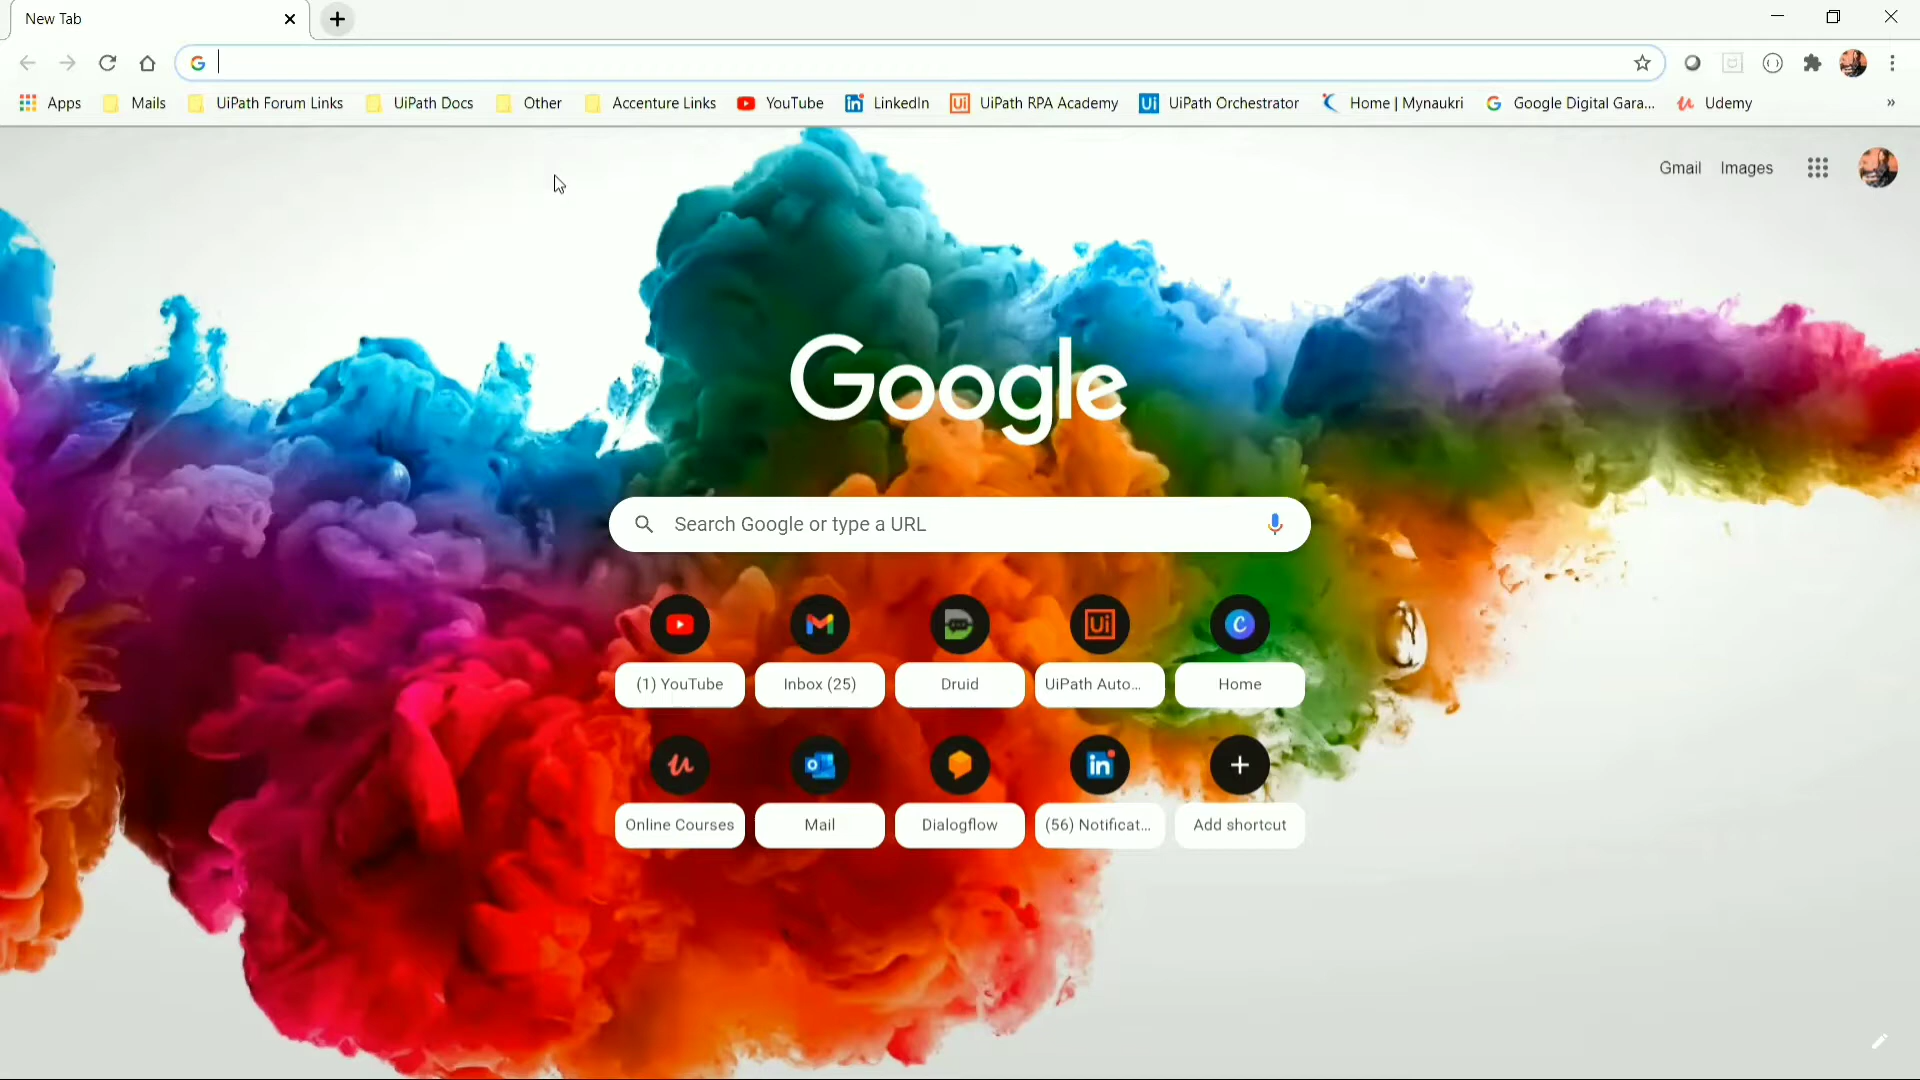 New Tab
Apps Mails UiPath Forum Links UiPath Docs Other Accenture Links YouTube LinkedIn UiPath RPA Academy UiPath Orchestrator Home | Mynaukri Google Digital Gara... Udemy »
Gmail Images
Google
Search Google or type a URL
(1) YouTube Inbox (25) Druid UiPath Auto... Home
Online Courses Mail Dialogflow (56) Notificat... Add shortcut